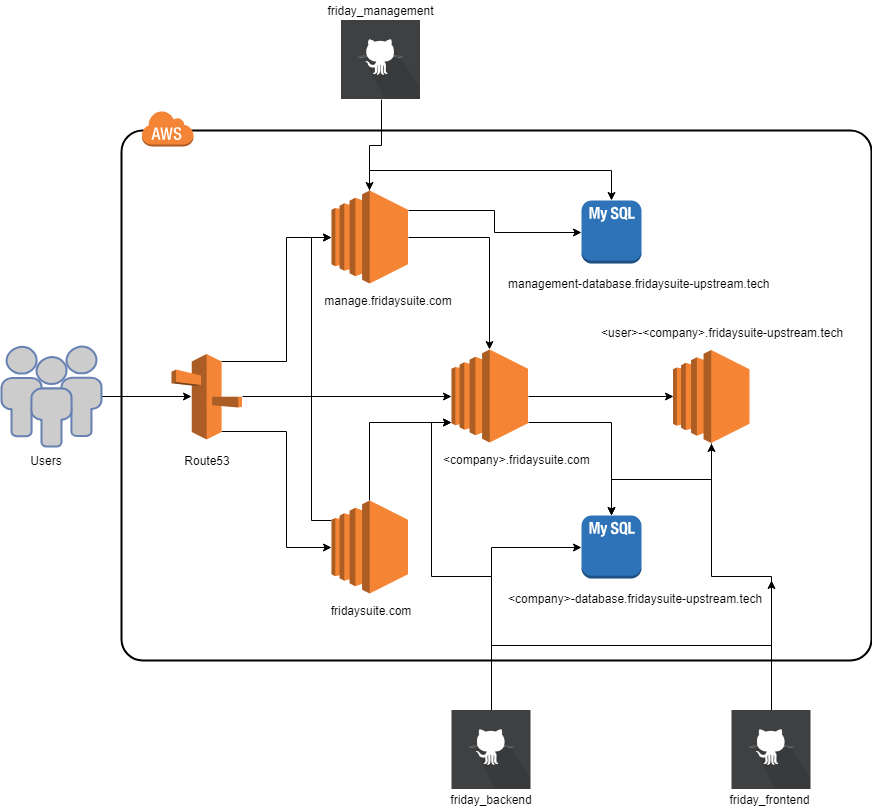 friday_management
AWS
My SQL
management-database.fridaysuite-upstream.tech
manage.fridaysuite.com
<user>-<company>.fridaysuite-upstream.tech
Users
Route53
<company>.fridaysuite.com
My SQL
<company>-database.fridaysuite-upstream.tech
fridaysuite.com
friday_backend
friday_frontend